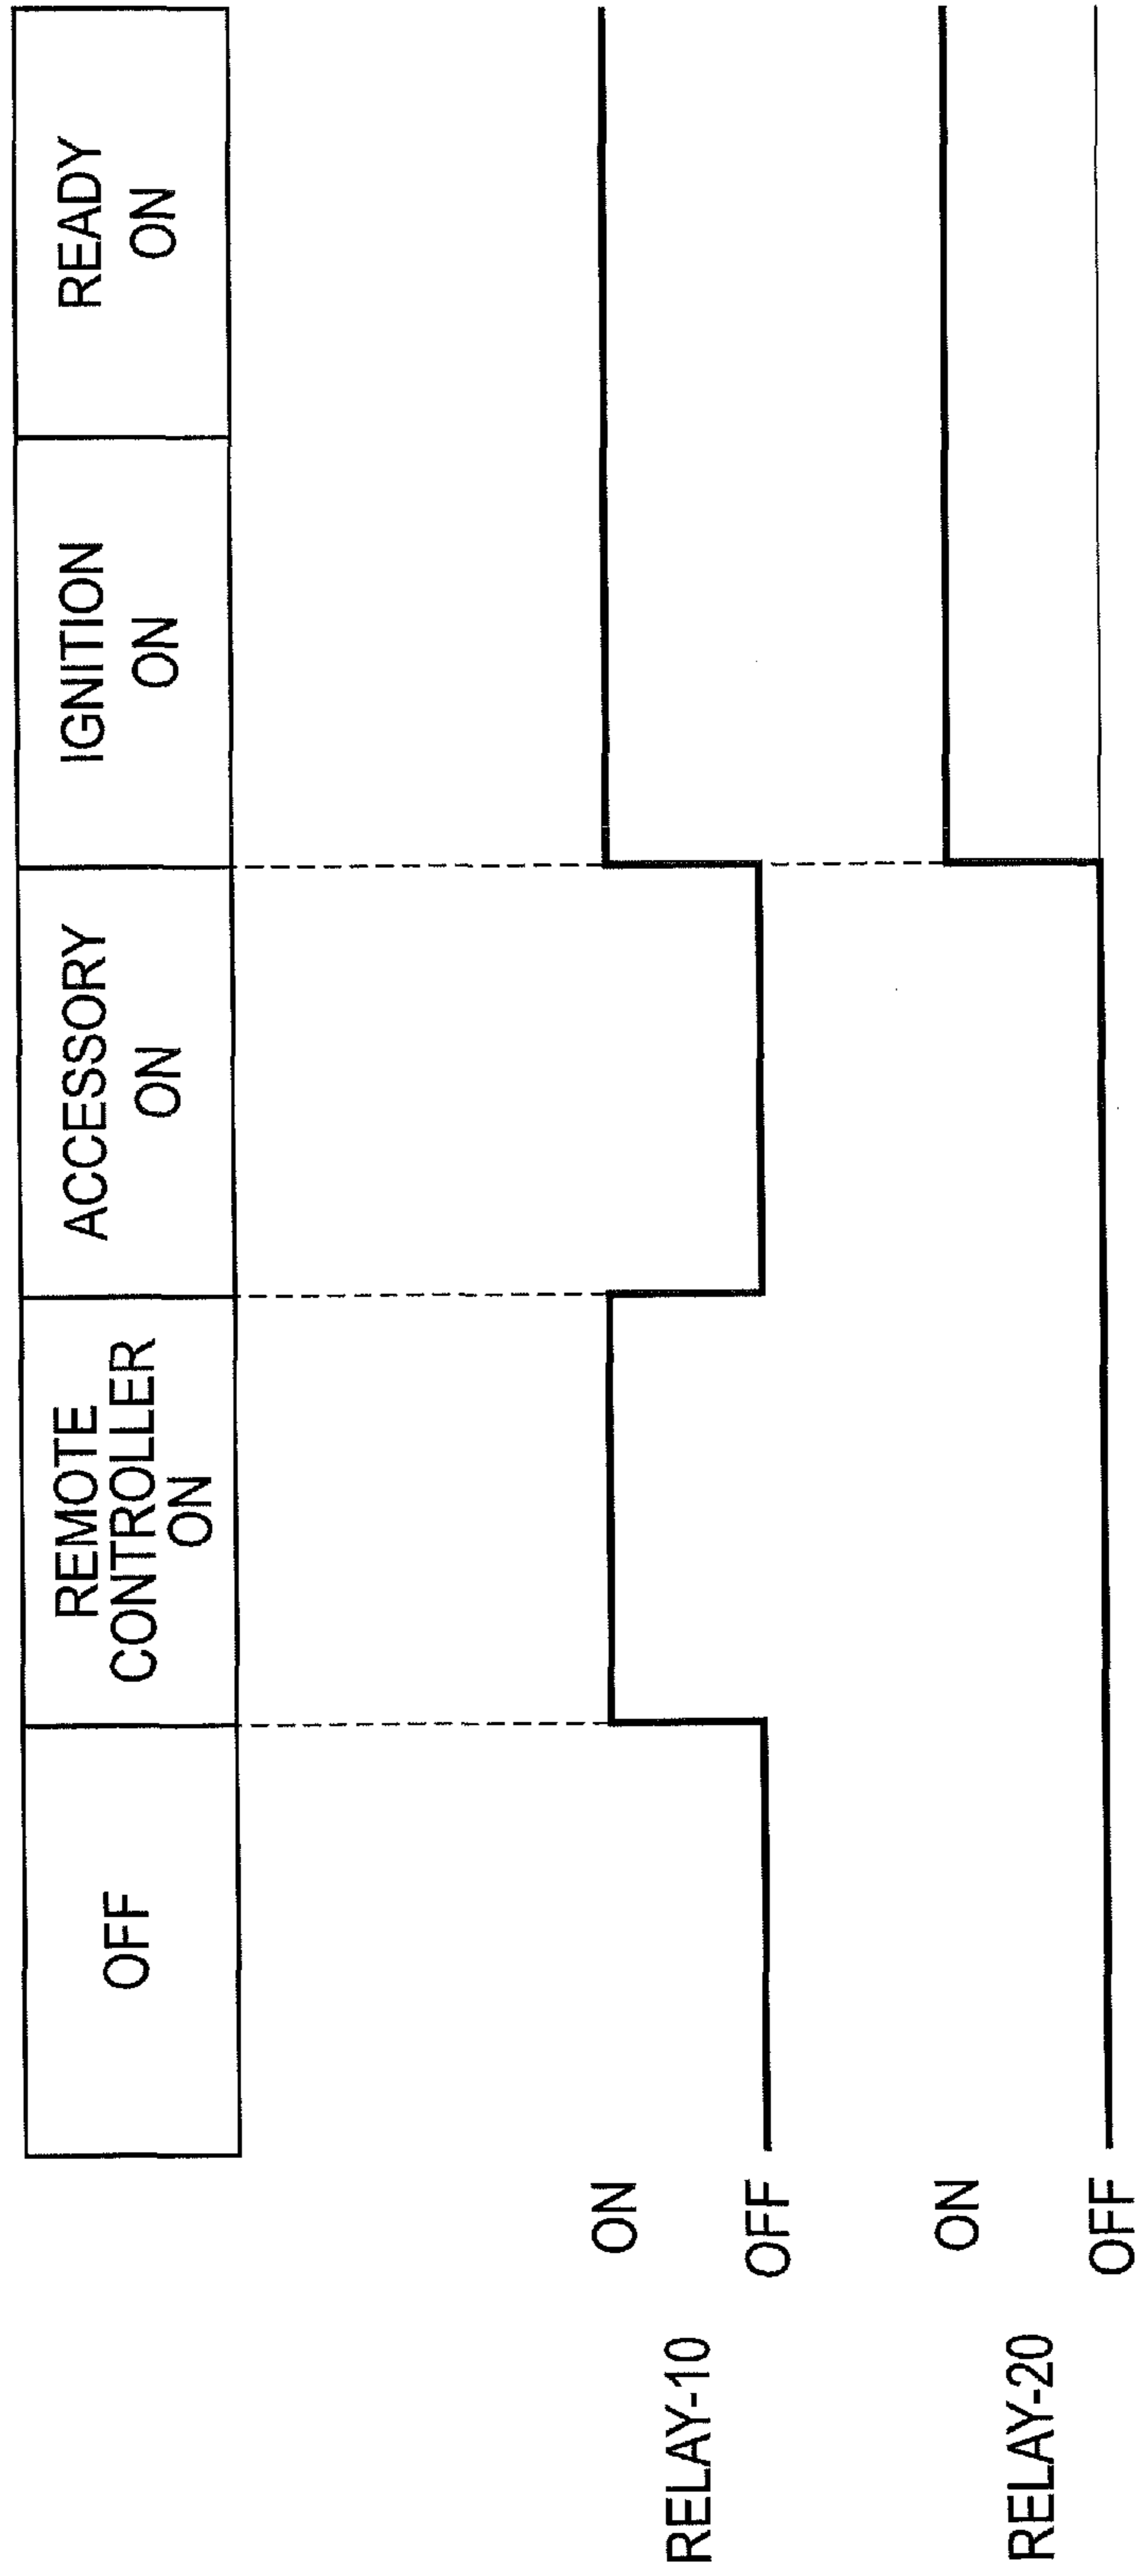 OFF
REMOTE
CONTROLLER
ON
ACCESSORY
ON
IGNITION
ON
READY
ON
RELAY-10
ON
OFF
RELAY-20
ON
OFF